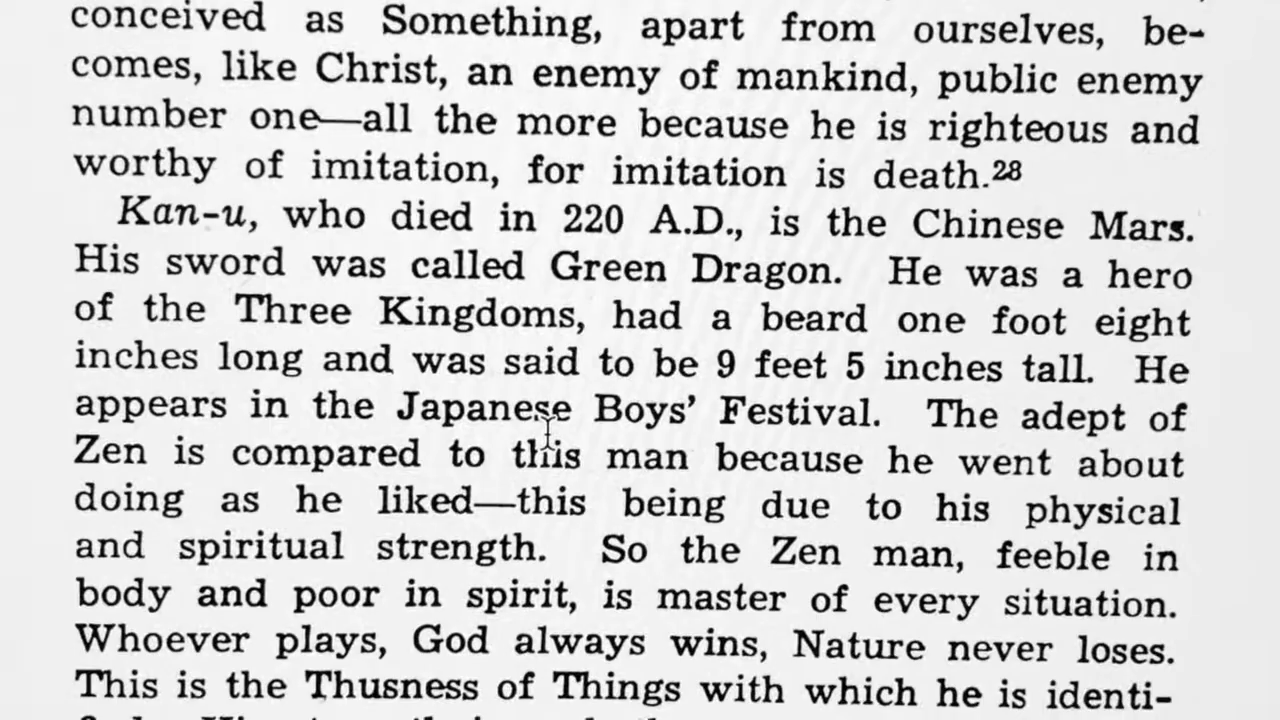 conceived as Something, apart from ourselves, be-
comes, like Christ, an enemy of mankind, public enemy
number one—all the more because he is righteous and
worthy of imitation, for imitation is death.28
Kan-u, who died in 220 A.D., is the Chinese Mars.
His sword was called Green Dragon. He was a hero
of the Three Kingdoms, had a beard one foot eight
inches long and was said to be 9 feet 5 inches tall. He
appears in the Japanese Boys' Festival. The adept of
Zen is compared to this man because he went about
doing as he liked—this being due to his physical
and spiritual strength. So the Zen man, feeble in
body and poor in spirit, is master of every situation.
Whoever plays, God always wins, Nature never loses.
This is the Thusness of Things with which he is identi-